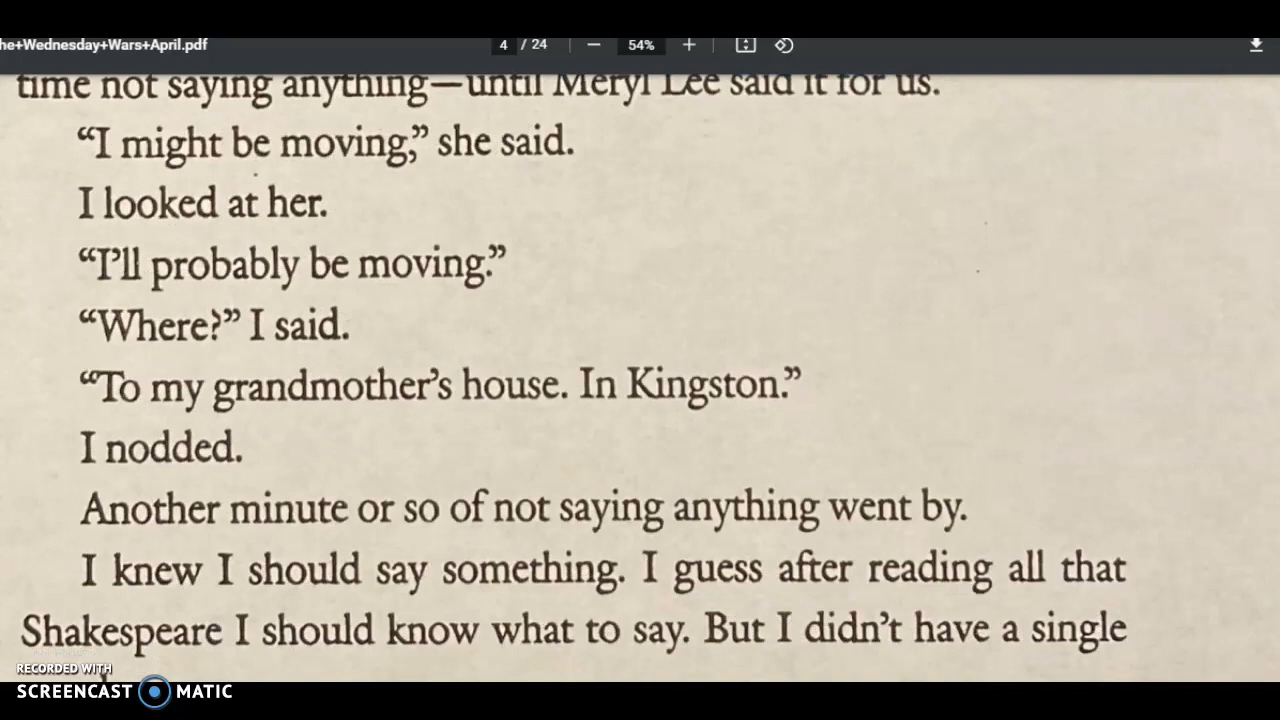 he+Wednesday+Wars+April.pdf
4 / 24
54%
time not saying anything—until Meryl Lee said it for us.
“I might be moving,” she said.
I looked at her.
“I’ll probably be moving.”
“Where?” I said.
“To my grandmother’s house. In Kingston.”
I nodded.
Another minute or so of not saying anything went by.
I knew I should say something. I guess after reading all that
Shakespeare I should know what to say. But I didn’t have a single
RECORDED WITH
SCREENCAST MATIC